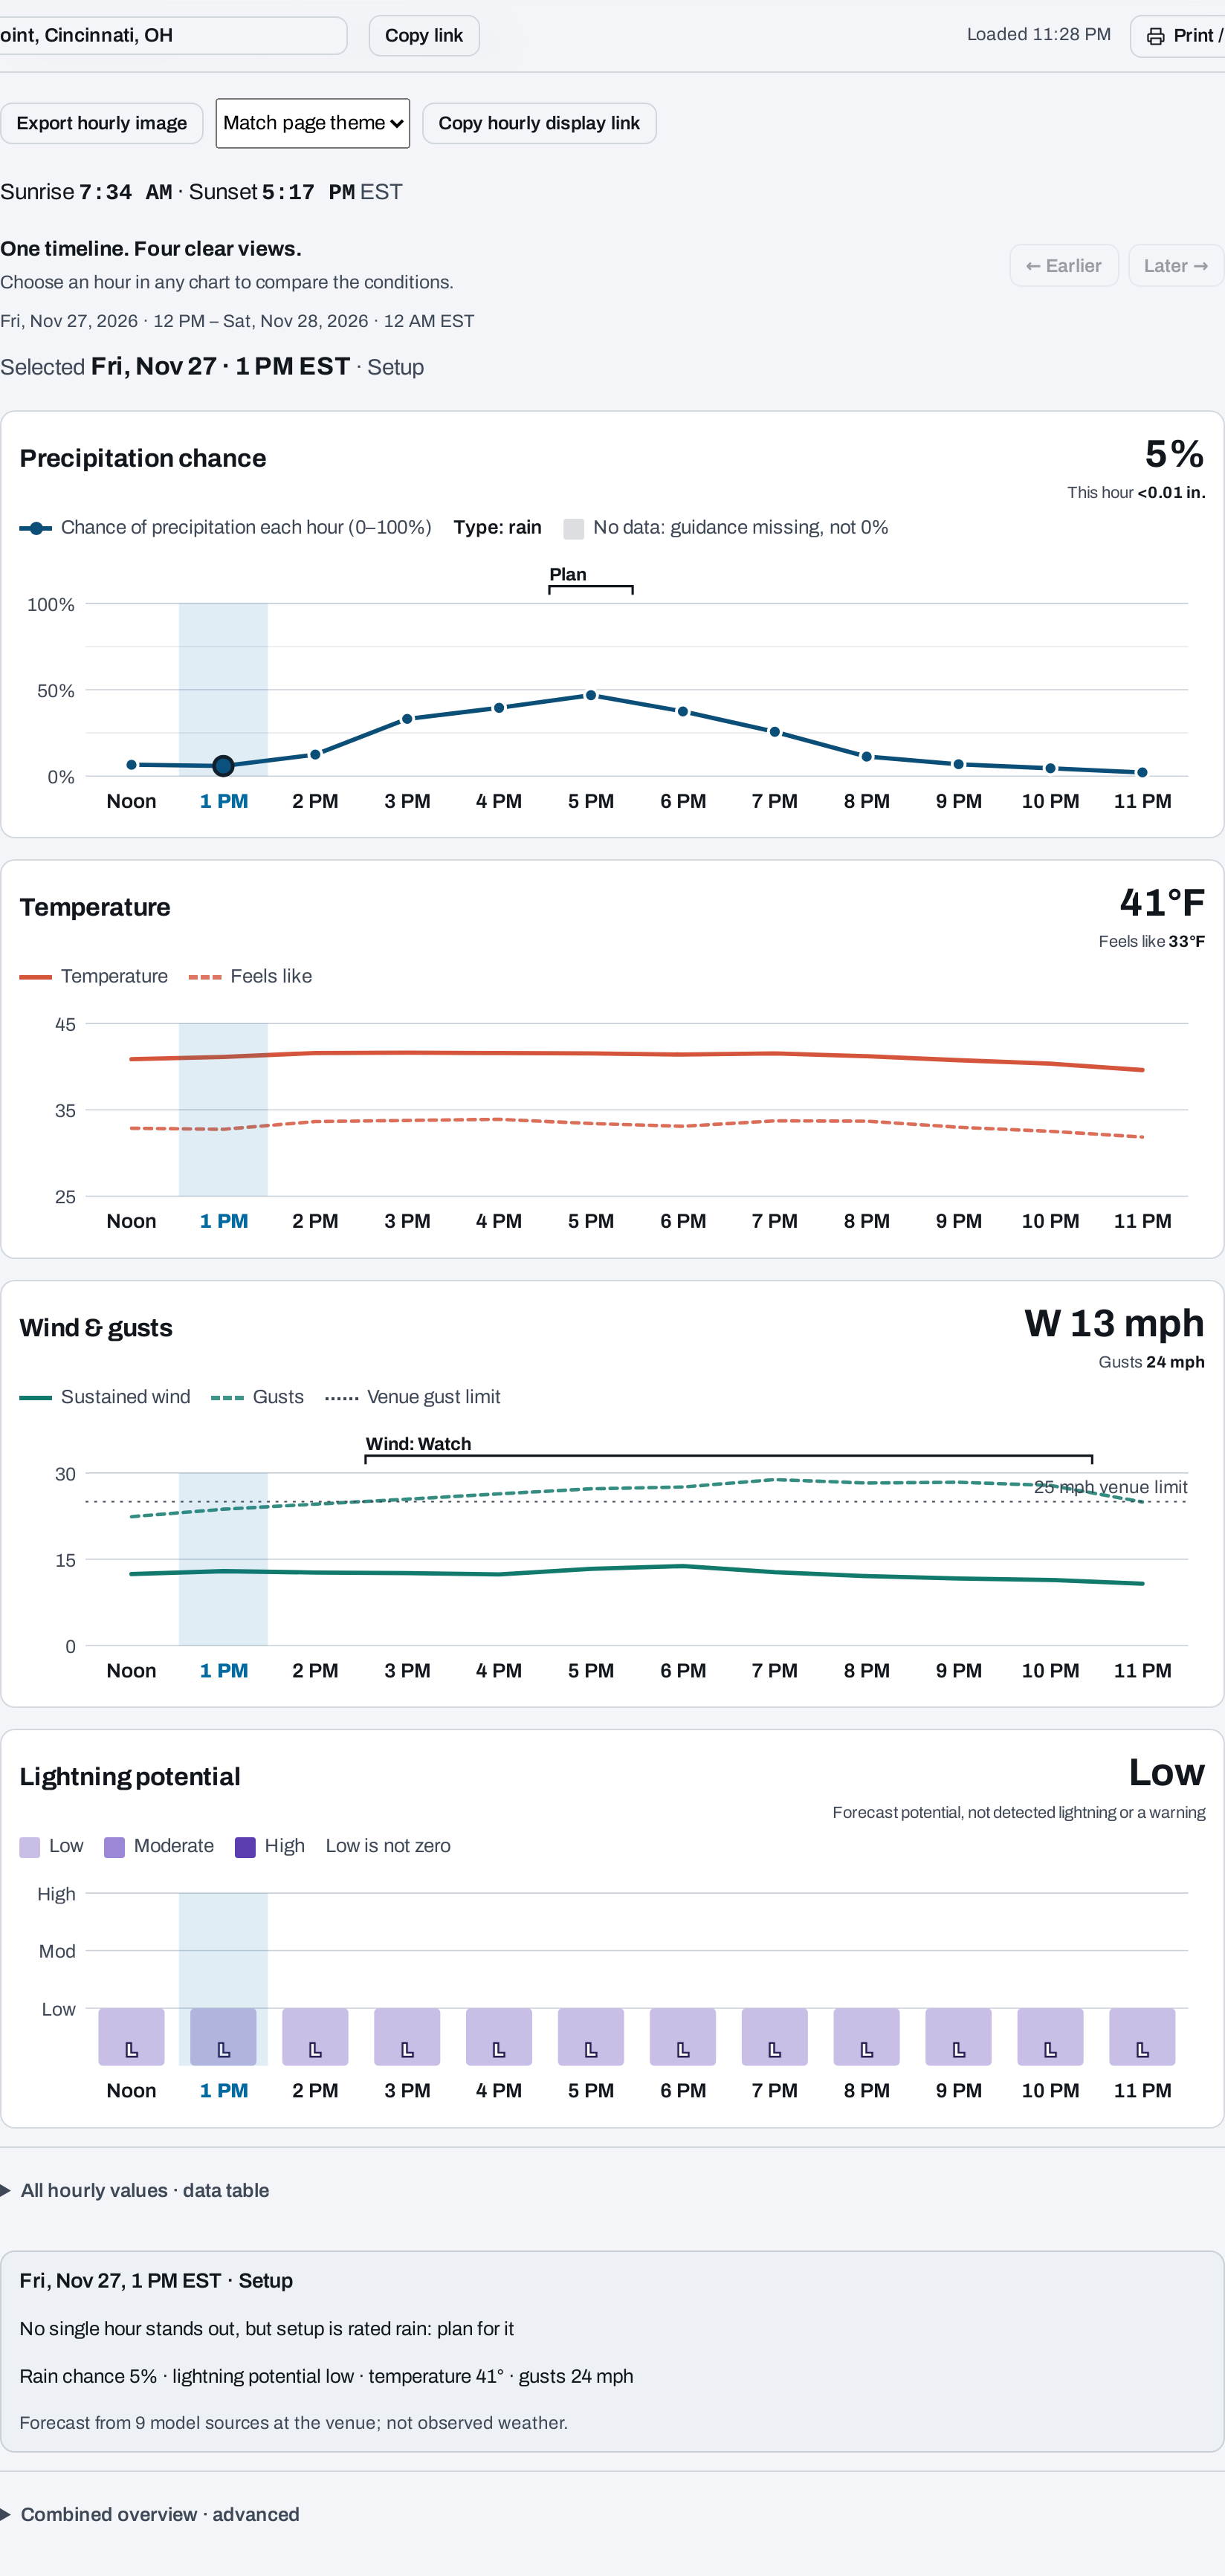 oint, Cincinnati, OH
Copy link
Loaded 11:28 PM
Print /
Export hourly image
Match page theme
Copy hourly display link
Sunrise 7:34 AM · Sunset 5:17 PM EST
One timeline. Four clear views.
← Earlier
Later →
Choose an hour in any chart to compare the conditions.
Fri, Nov 27, 2026 · 12 PM – Sat, Nov 28, 2026 · 12 AM EST
Selected Fri, Nov 27 · 1 PM EST · Setup
Precipitation chance
5%
This hour <0.01 in.
Chance of precipitation each hour (0–100%)
Type: rain
No data: guidance missing, not 0%
Plan
100%
50%
0%
Noon 1 PM 2 PM 3 PM 4 PM 5 PM 6 PM 7 PM 8 PM 9 PM 10 PM 11 PM
Temperature
41°F
Feels like 33°F
Temperature
Feels like
45
35
25
Noon 1 PM 2 PM 3 PM 4 PM 5 PM 6 PM 7 PM 8 PM 9 PM 10 PM 11 PM
Wind & gusts
W 13 mph
Gusts 24 mph
Sustained wind
Gusts
Venue gust limit
Wind: Watch
30
25 mph venue limit
15
0
Noon 1 PM 2 PM 3 PM 4 PM 5 PM 6 PM 7 PM 8 PM 9 PM 10 PM 11 PM
Lightning potential
Low
Forecast potential, not detected lightning or a warning
Low
Moderate
High
Low is not zero
High
Mod
Low
L L L L L L L L L L L L
Noon 1 PM 2 PM 3 PM 4 PM 5 PM 6 PM 7 PM 8 PM 9 PM 10 PM 11 PM
All hourly values · data table
Fri, Nov 27, 1 PM EST · Setup
No single hour stands out, but setup is rated rain: plan for it
Rain chance 5% · lightning potential low · temperature 41° · gusts 24 mph
Forecast from 9 model sources at the venue; not observed weather.
Combined overview · advanced